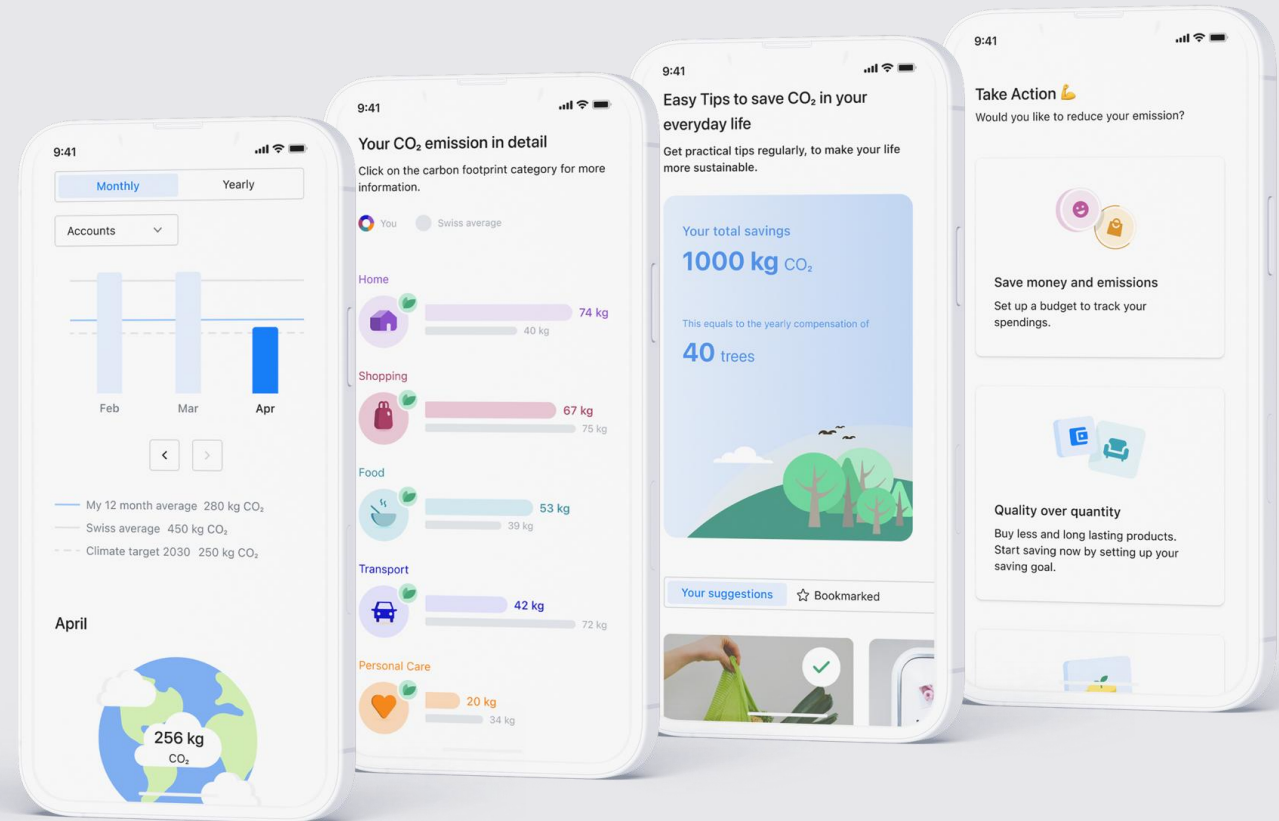 9:41
Monthly
Yearly
Accounts
Feb
Mar
Apr
My 12 month average 280 kg CO₂
Swiss average 450 kg CO₂
Climate target 2030 250 kg CO₂
April
256 kg
CO₂
9:41
Your CO₂ emission in detail
Click on the carbon footprint category for more
information.
You
Swiss average
Home
74 kg
40 kg
Shopping
67 kg
75 kg
Food
53 kg
39 kg
Transport
42 kg
72 kg
Personal Care
20 kg
34 kg
9:41
Easy Tips to save CO₂ in your
everyday life
Get practical tips regularly, to make your life
more sustainable.
Your total savings
1000 kg CO₂
This equals to the yearly compensation of
40 trees
Your suggestions
Bookmarked
9:41
Take Action 💪
Would you like to reduce your emission?
Save money and emissions
Set up a budget to track your
spendings.
Quality over quantity
Buy less and long lasting products.
Start saving now by setting up your
saving goal.